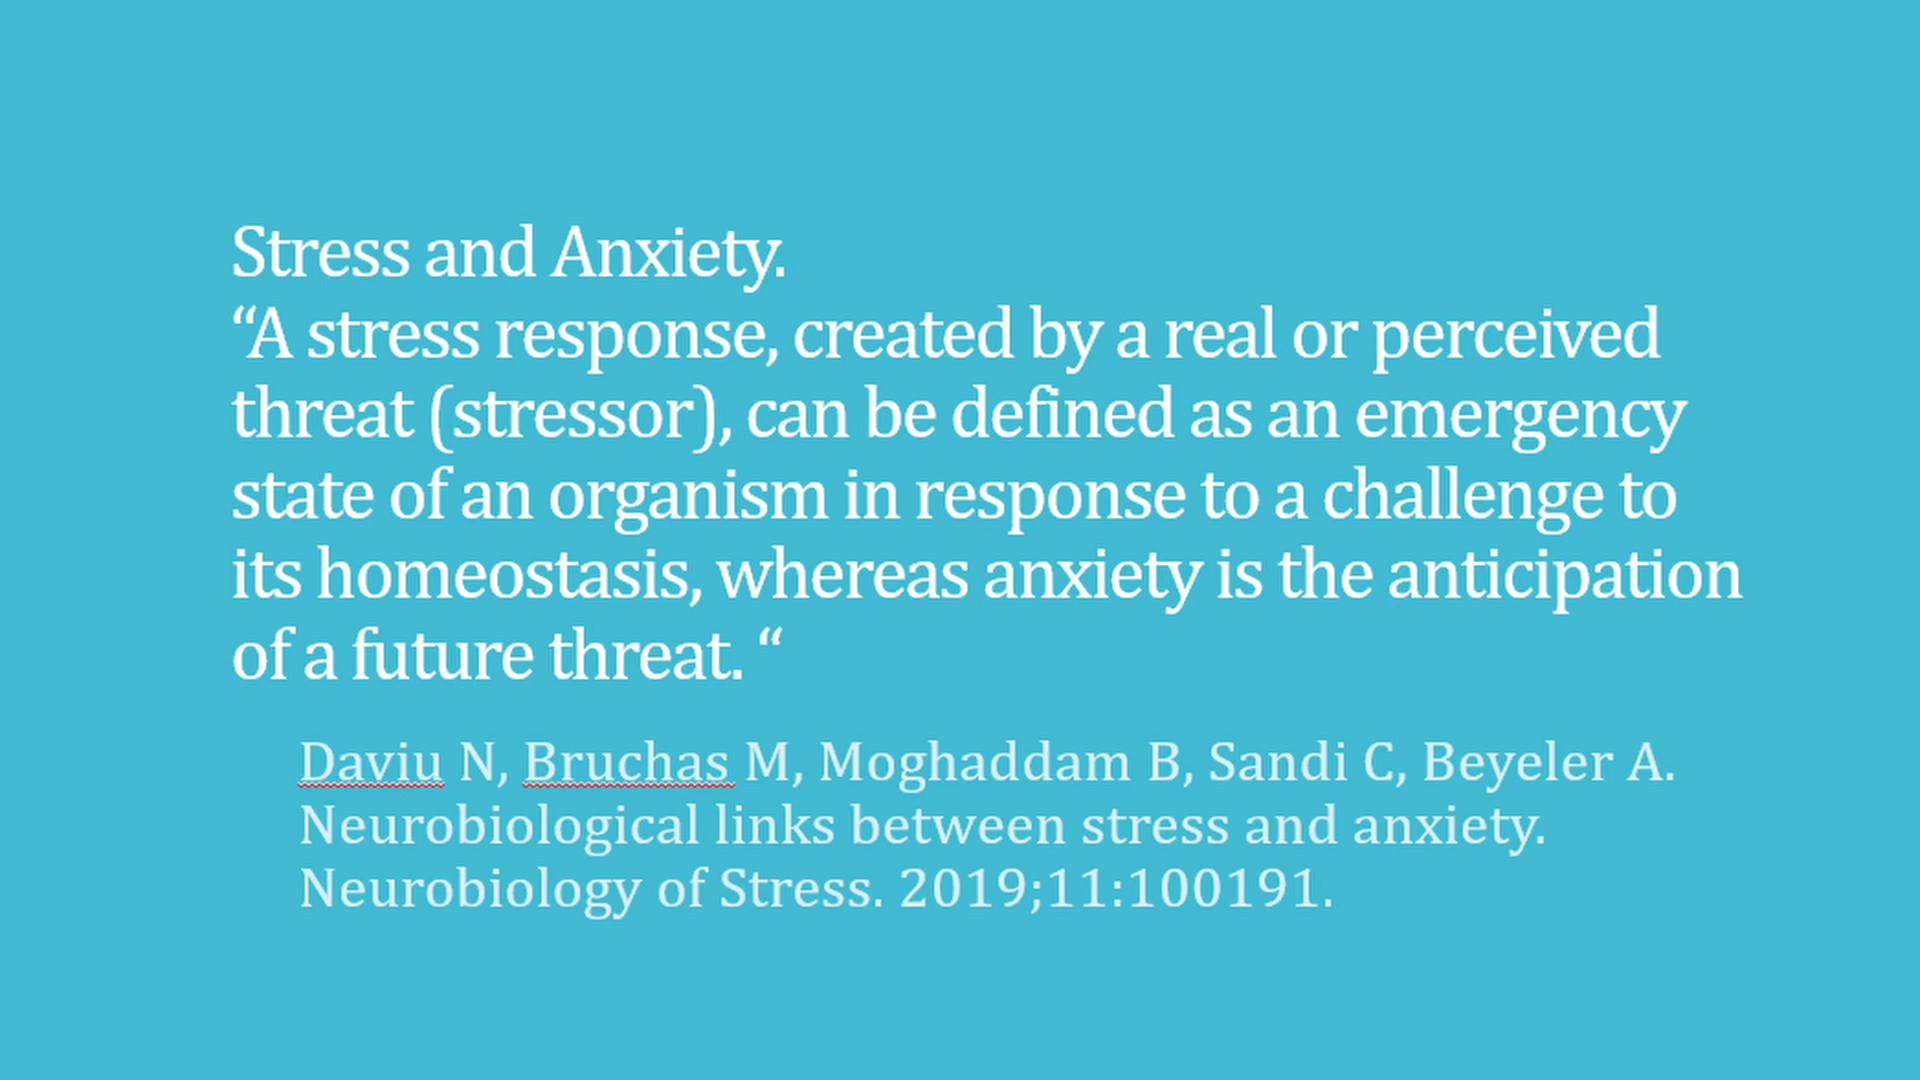 Stress and Anxiety.
“A stress response, created by a real or perceived
threat (stressor), can be defined as an emergency
state of an organism in response to a challenge to
its homeostasis, whereas anxiety is the anticipation
of a future threat. “
Daviu N, Bruchas M, Moghaddam B, Sandi C, Beyeler A.
Neurobiological links between stress and anxiety.
Neurobiology of Stress. 2019;11:100191.